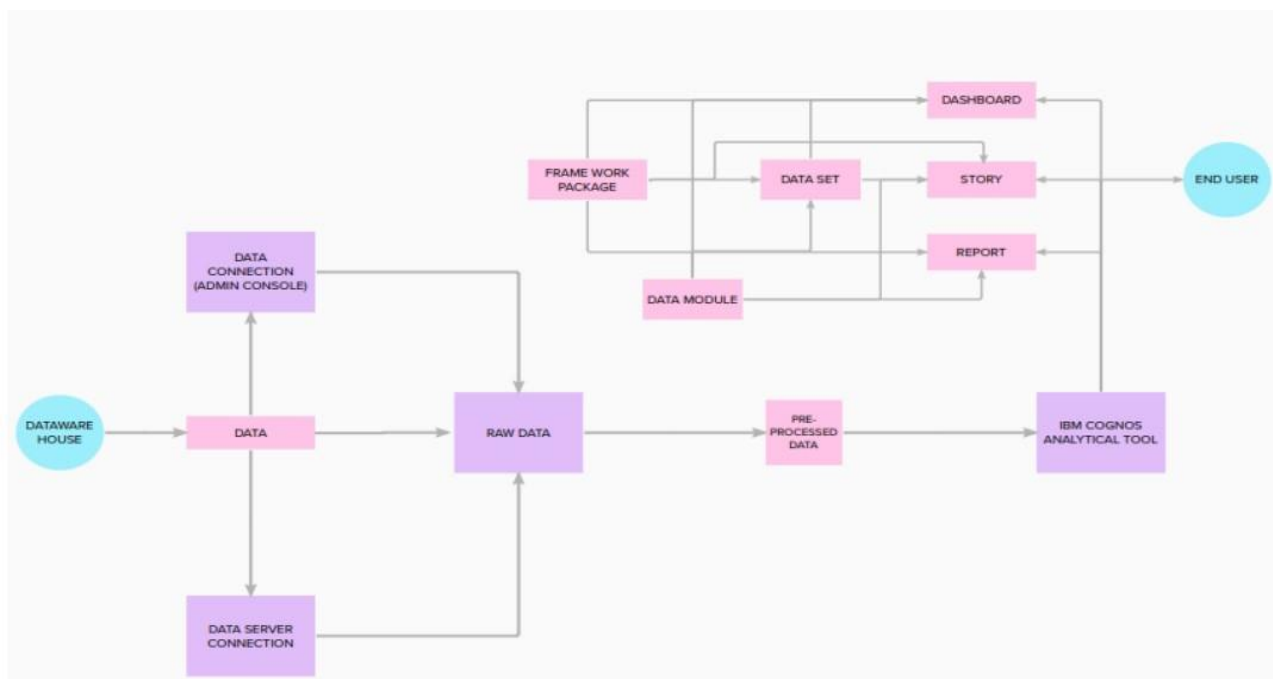 DASHBOARD
FRAME WORK
PACKAGE
DATA SET
STORY
END USER
DATA
CONNECTION
(ADMIN CONSOLE)
REPORT
DATA MODULE
DATAWARE
HOUSE
DATA
RAW DATA
PRE-
PROCESSED
DATA
IBM COGNOS
ANALYTICAL TOOL
DATA SERVER
CONNECTION